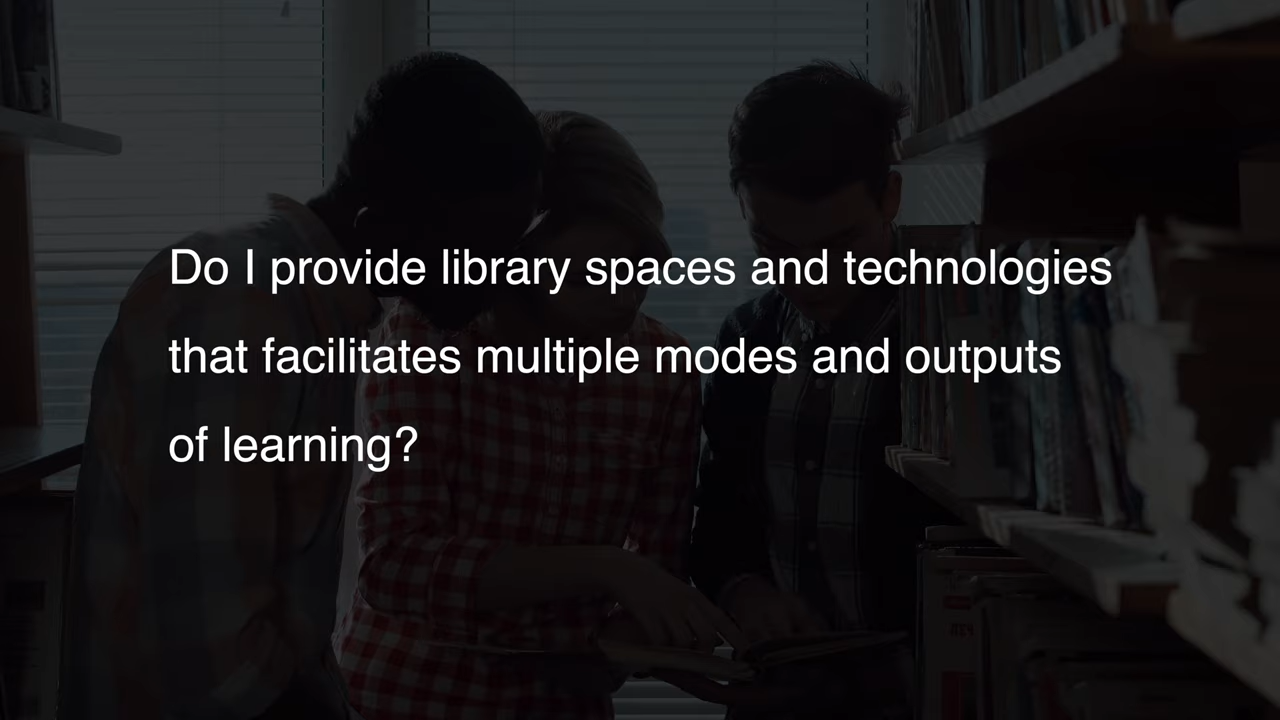 Do I provide library spaces and technologies
that facilitates multiple modes and outputs
of learning?